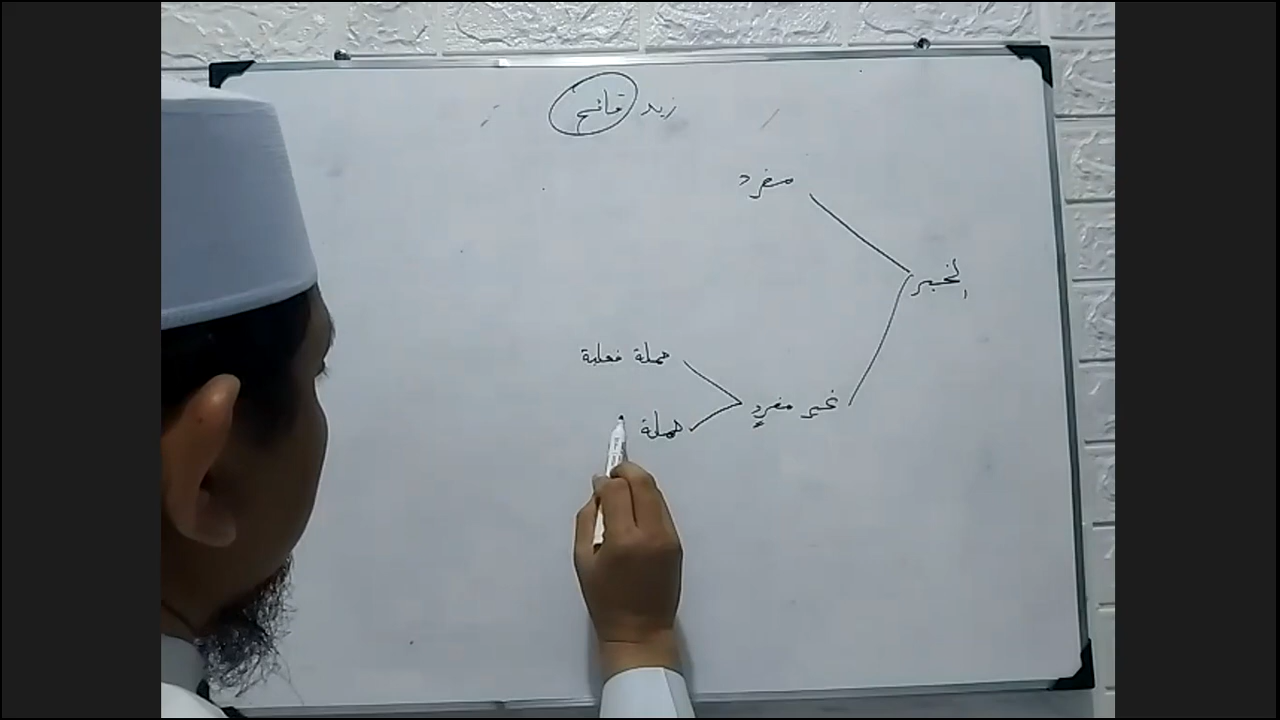 زيد قائم
مفرد
الخبر
جملة فعلية
غير مفردٍ
جملة